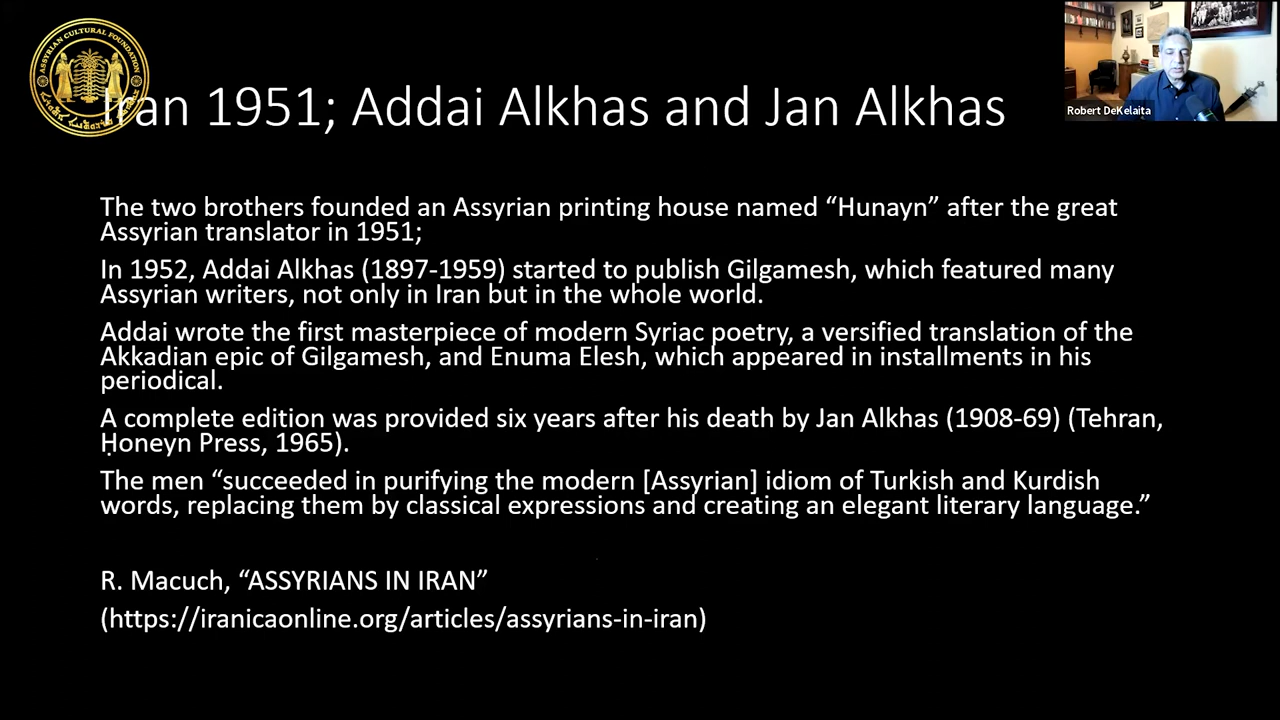 ASSYRIAN CULTURAL FOUNDATION
Iran 1951; Addai Alkhas and Jan Alkhas
Robert DeKelaita
The two brothers founded an Assyrian printing house named “Hunayn” after the great
Assyrian translator in 1951;
In 1952, Addai Alkhas (1897-1959) started to publish Gilgamesh, which featured many
Assyrian writers, not only in Iran but in the whole world.
Addai wrote the first masterpiece of modern Syriac poetry, a versified translation of the
Akkadian epic of Gilgamesh, and Enuma Elesh, which appeared in installments in his
periodical.
A complete edition was provided six years after his death by Jan Alkhas (1908-69) (Tehran,
Ḥoneyn Press, 1965).
The men “succeeded in purifying the modern [Assyrian] idiom of Turkish and Kurdish
words, replacing them by classical expressions and creating an elegant literary language.”
R. Macuch, “ASSYRIANS IN IRAN”
(https://iranicaonline.org/articles/assyrians-in-iran)